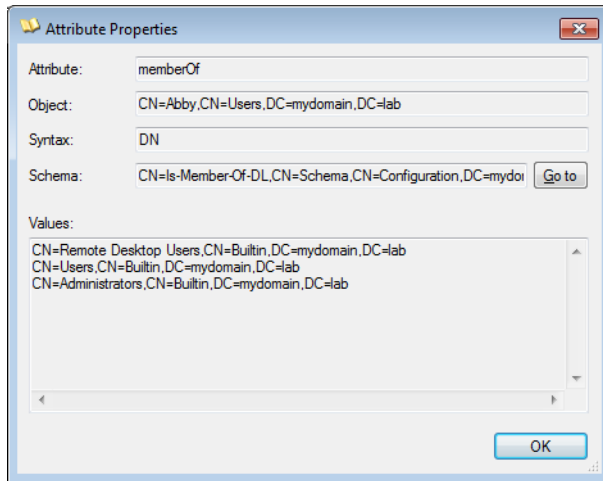 Attribute Properties
Attribute: memberOf
Object: CN=Abby,CN=Users,DC=mydomain,DC=lab
Syntax: DN
Schema: CN=Is-Member-Of-DL,CN=Schema,CN=Configuration,DC=mydo Go to
Values:
CN=Remote Desktop Users,CN=Builtin,DC=mydomain,DC=lab
CN=Users,CN=Builtin,DC=mydomain,DC=lab
CN=Administrators,CN=Builtin,DC=mydomain,DC=lab
OK